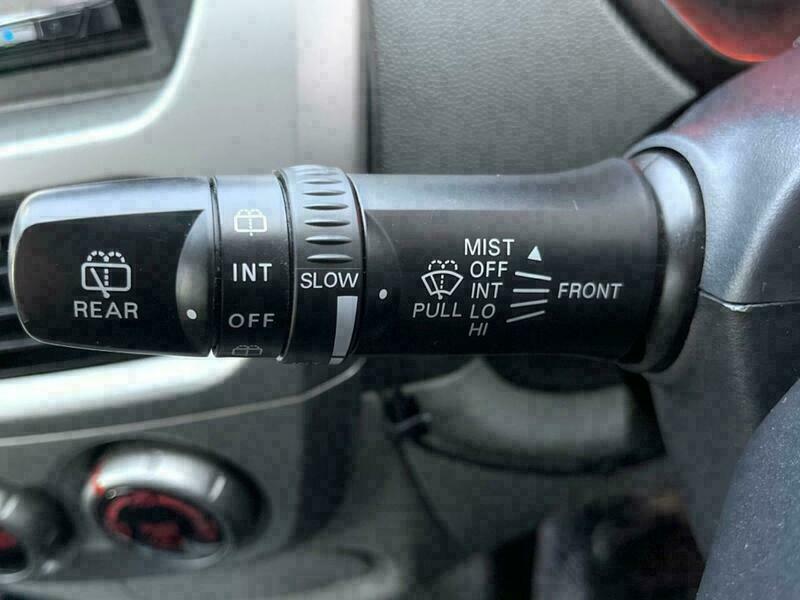 REAR
INT
OFF
SLOW
PULL
MIST
OFF
INT
LO
HI
FRONT